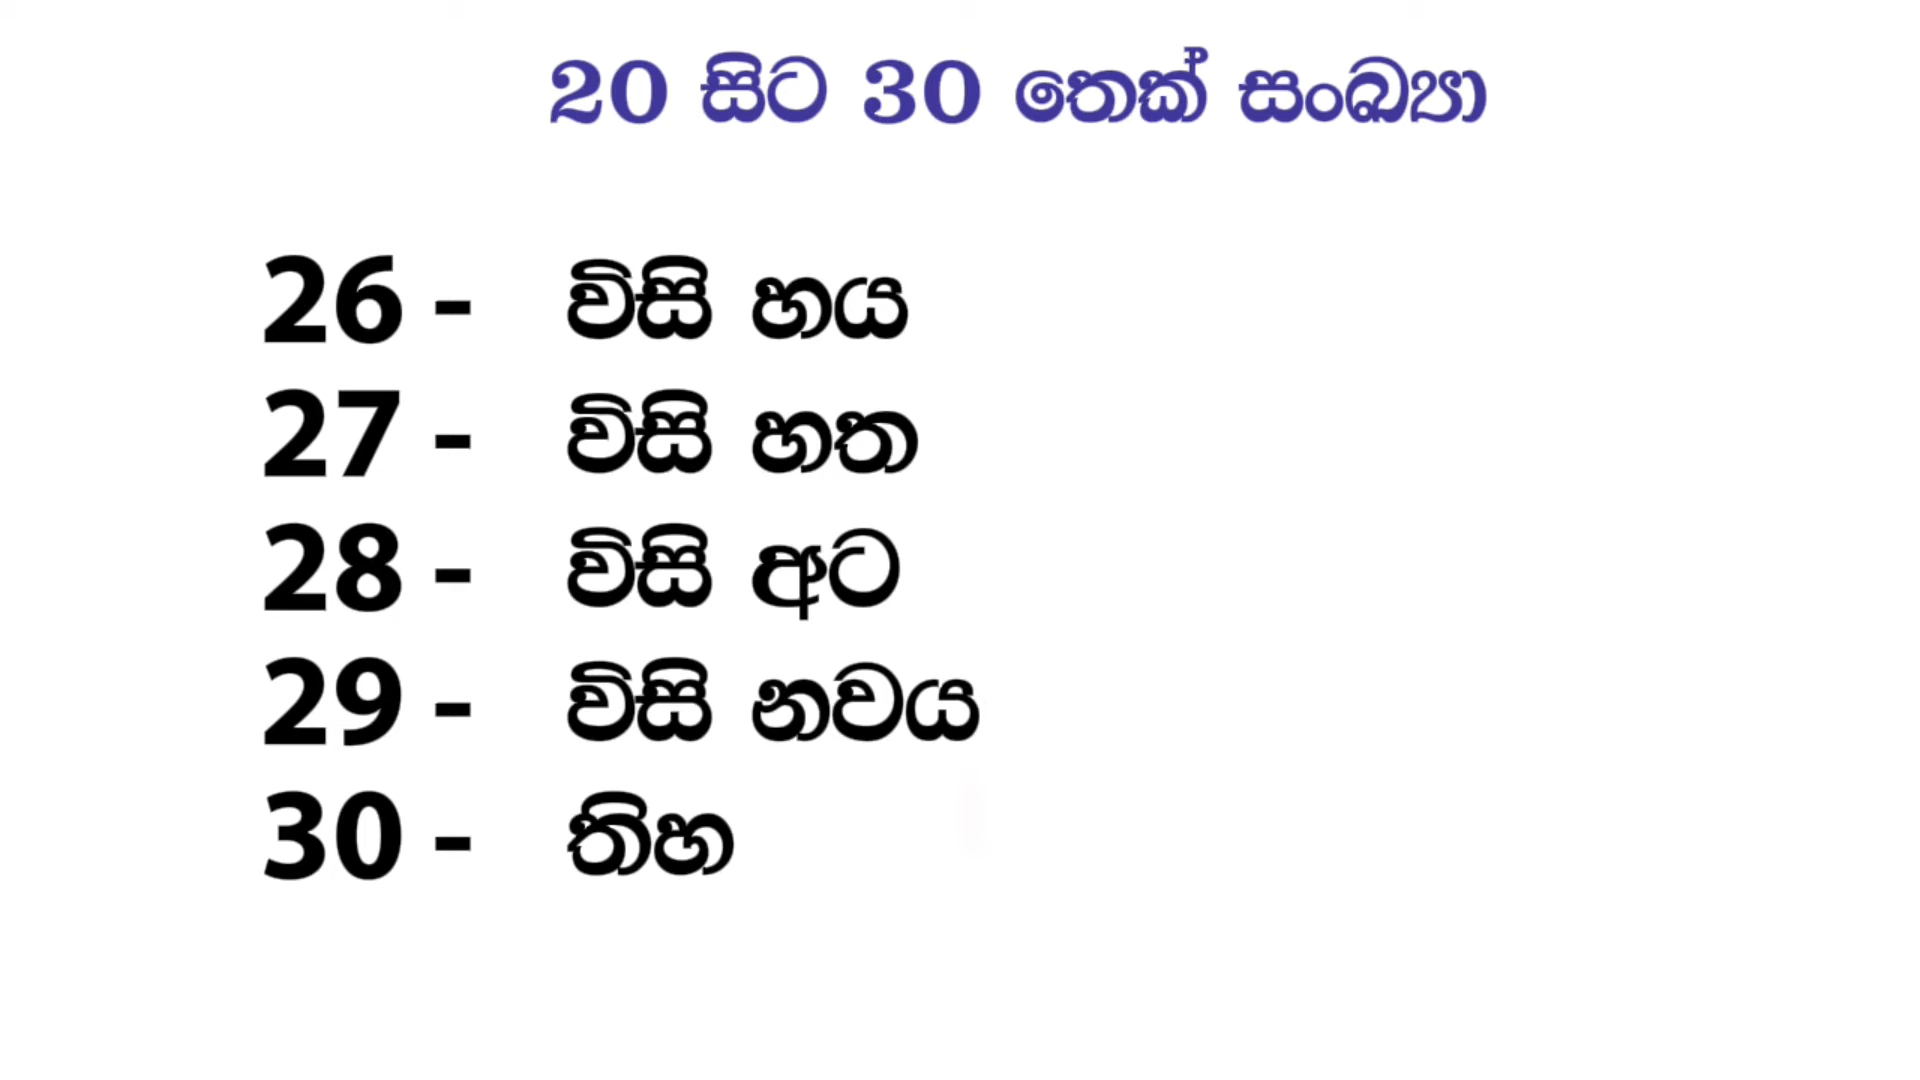 20 සිට 30 තෙක් සංඛ්‍යා
26 - විසි හය
27 - විසි හත
28 - විසි අට
29 - විසි නවය
30 - තිහ